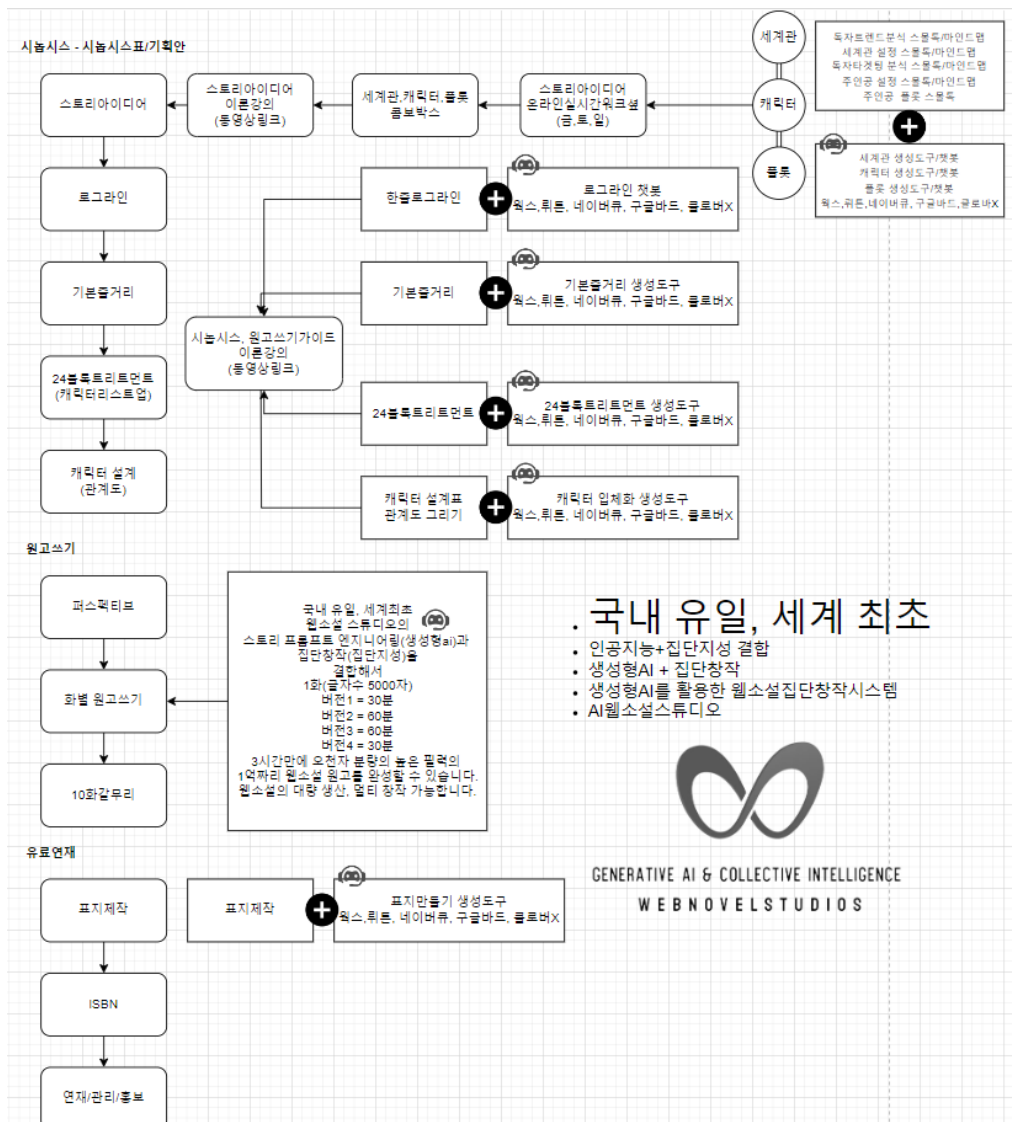 시놉시스 - 시놉시스표/기획안
스토리아이디어
스토리아이디어
이론강의
(동영상링크)
세계관,캐릭터,플롯
콤보박스
스토리아이디어
온라인실시간워크샾
(금,토,일)
세계관
캐릭터
플롯
독자트렌드분석 스몰톡/마인드맵
세계관 설정 스몰톡/마인드맵
독자타겟팅 분석 스몰톡/마인드맵
주인공 설정 스몰톡/마인드맵
주인공 플롯 스몰톡
세계관 생성도구/챗봇
캐릭터 생성도구/챗봇
플롯 생성도구/챗봇
웍스,뤼튼,네이버큐,구글바드,클로바X
로그라인
한줄로그라인
로그라인 챗봇
웍스,뤼튼, 네이버큐, 구글바드, 클로버X
기본줄거리
기본줄거리
기본줄거리 생성도구
웍스,뤼튼, 네이버큐, 구글바드, 클로버X
시놉시스, 원고쓰기가이드
이론강의
(동영상링크)
24블록트리트먼트
(캐릭터리스트업)
24블록트리트먼트
24블록트리트먼트 생성도구
웍스,뤼튼, 네이버큐, 구글바드, 클로버X
캐릭터 설계
(관계도)
캐릭터 설계표
관계도 그리기
캐릭터 입체화 생성도구
웍스,뤼튼, 네이버큐, 구글바드, 클로버X
원고쓰기
퍼스펙티브
화별 원고쓰기
10화갈무리
국내 유일, 세계최초
웹소설 스튜디오의
스토리 프롬프트 엔지니어링(생성형ai)과
집단창작(집단지성)을
결합해서
1화(글자수 5000자)
버전1 = 30분
버전2 = 60분
버전3 = 60분
버전4 = 30분
3시간만에 오천자 분량의 높은 필력의
1억짜리 웹소설 원고를 완성할 수 있습니다.
웹소설의 대량 생산, 멀티 창작 가능합니다.
• 국내 유일, 세계 최초
• 인공지능+집단지성 결합
• 생성형AI + 집단창작
• 생성형AI를 활용한 웹소설집단창작시스템
• AI웹소설스튜디오
GENERATIVE AI & COLLECTIVE INTELLIGENCE
WEBNOVELSTUDIOS
유료연재
표지제작
표지제작
표지만들기 생성도구
웍스,뤼튼, 네이버큐, 구글바드, 클로버X
ISBN
연재/관리/홍보